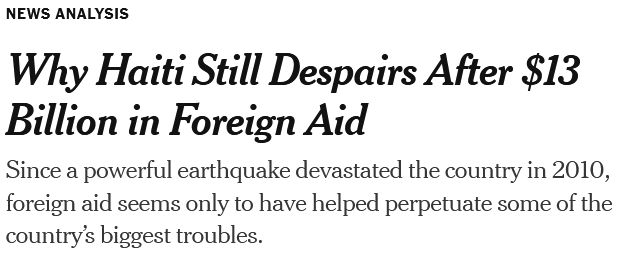 NEWS ANALYSIS
Why Haiti Still Despairs After $13
Billion in Foreign Aid
Since a powerful earthquake devastated the country in 2010,
foreign aid seems only to have helped perpetuate some of the
country’s biggest troubles.